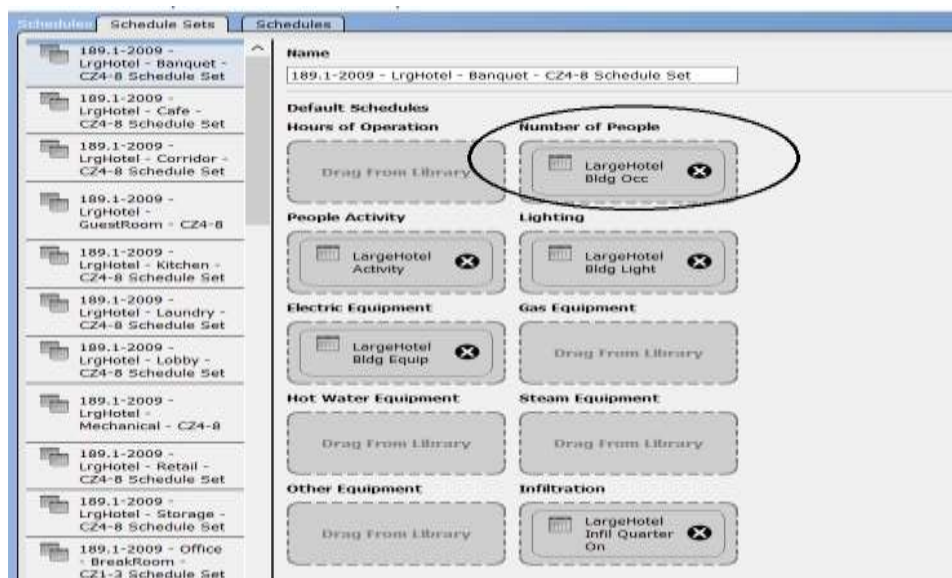 Schedules
Schedule Sets
Schedules
189.1-2009 -
LrgHotel - Banquet -
CZ4-8 Schedule Set
189.1-2009 -
LrgHotel - Cafe -
CZ4-8 Schedule Set
189.1-2009 -
LrgHotel - Corridor -
CZ4-8 Schedule Set
189.1-2009 -
LrgHotel -
GuestRoom - CZ4-8
189.1-2009 -
LrgHotel - Kitchen -
CZ4-8 Schedule Set
189.1-2009 -
LrgHotel - Laundry -
CZ4-8 Schedule Set
189.1-2009 -
LrgHotel - Lobby -
CZ4-8 Schedule Set
189.1-2009 -
LrgHotel -
Mechanical - CZ4-8
189.1-2009 -
LrgHotel - Retail -
CZ4-8 Schedule Set
189.1-2009 -
LrgHotel - Storage -
CZ4-8 Schedule Set
189.1-2009 - Office
- BreakRoom -
CZ1-3 Schedule Set
Name
189.1-2009 - LrgHotel - Banquet - CZ4-8 Schedule Set
Default Schedules
Hours of Operation
Drag From Library
Number of People
LargeHotel
Bldg Occ
People Activity
LargeHotel
Activity
Lighting
LargeHotel
Bldg Light
Electric Equipment
LargeHotel
Bldg Equip
Gas Equipment
Drag From Library
Hot Water Equipment
Drag From Library
Steam Equipment
Drag From Library
Other Equipment
Drag From Library
Infiltration
LargeHotel
Infil Quarter
On